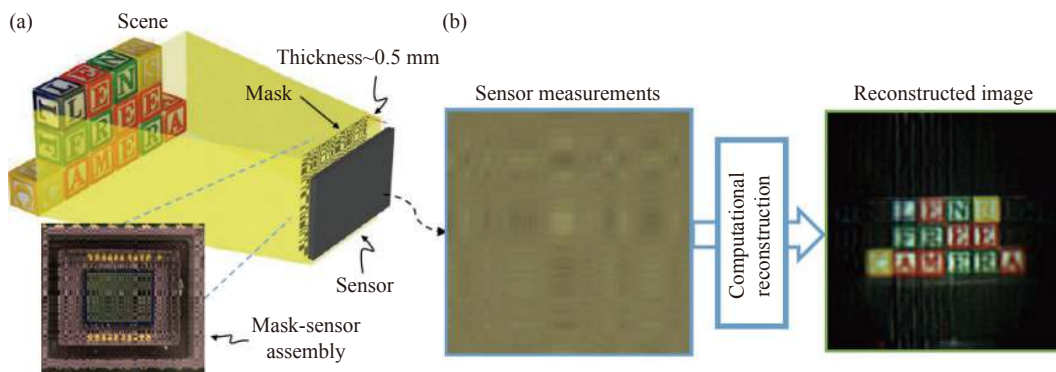 (a)
Scene
Thickness~0.5 mm
Mask
LENS
FREE
CAMERA
Sensor
Mask-sensor
assembly
(b)
Sensor measurements
Computational
reconstruction
Reconstructed image
LENS
FREE
CAMERA